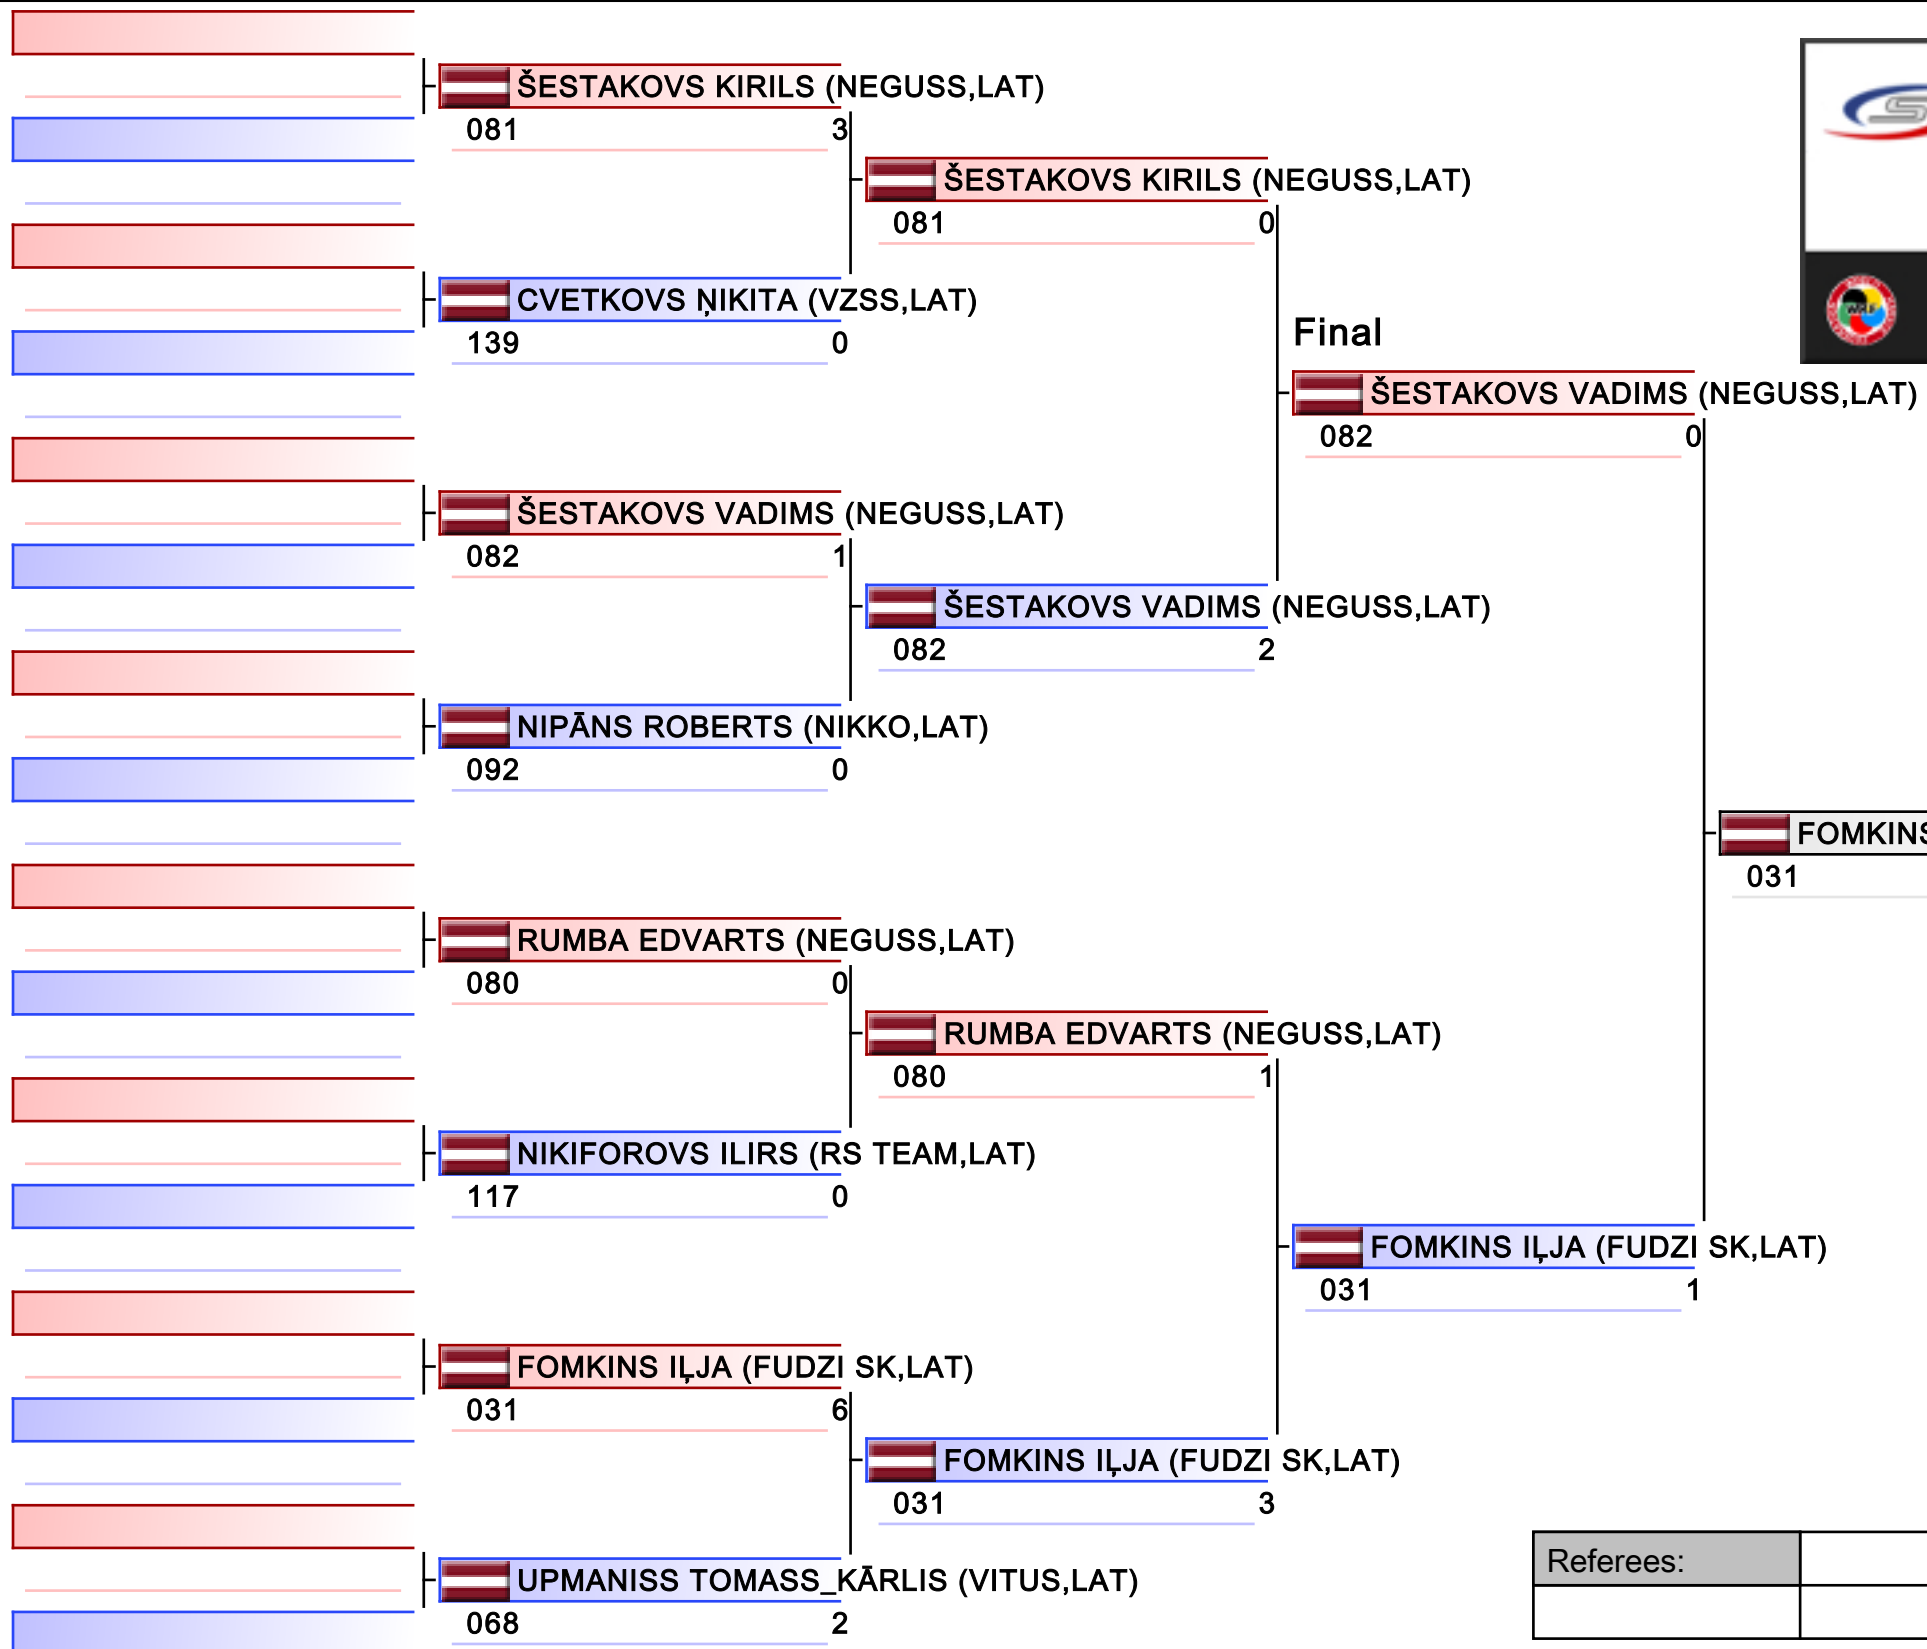 ŠESTAKOVS KIRILS (NEGUSS,LAT)
081 3
ŠESTAKOVS KIRILS (NEGUSS,LAT)
081 0
CVETKOVS ŅIKITA (VZSS,LAT)
139 0
Final
ŠESTAKOVS VADIMS (NEGUSS,LAT)
082 0
ŠESTAKOVS VADIMS (NEGUSS,LAT)
082 1
ŠESTAKOVS VADIMS (NEGUSS,LAT)
082 2
NIPĀNS ROBERTS (NIKKO,LAT)
092 0
FOMKINS
031
RUMBA EDVARTS (NEGUSS,LAT)
080 0
RUMBA EDVARTS (NEGUSS,LAT)
080 1
NIKIFOROVS ILIRS (RS TEAM,LAT)
117 0
FOMKINS IĻJA (FUDZI SK,LAT)
031 1
FOMKINS IĻJA (FUDZI SK,LAT)
031 6
FOMKINS IĻJA (FUDZI SK,LAT)
031 3
UPMANISS TOMASS_KĀRLIS (VITUS,LAT)
068 2
Referees: